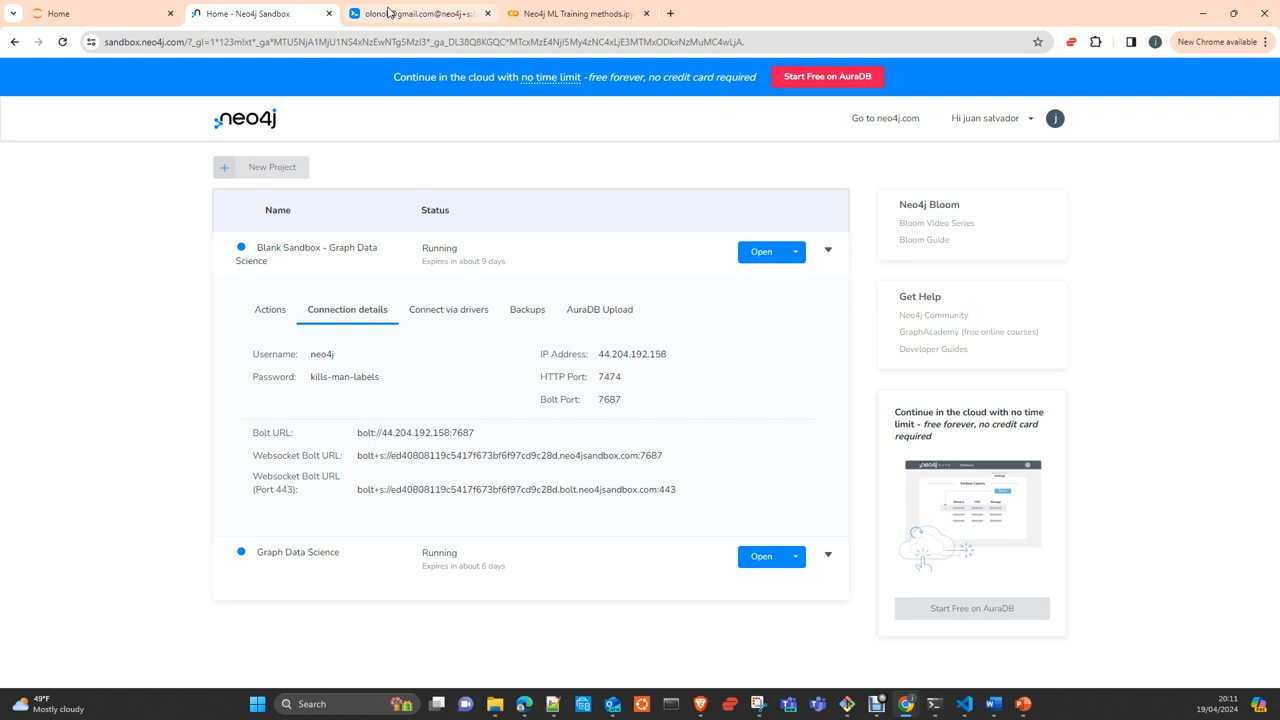 Home
Home - Neo4j Sandbox
Neo4j ML Training methods.ipy
sandbox.neo4j.com/?_gl=1*123mlxt*_ga*
New Chrome available
Continue in the cloud with no time limit -free forever, no credit card required
Start Free on AuraDB
neo4j
Go to neo4j.com
Hi juan salvador
j
+ New Project
Name Status
Blank Sandbox - Graph Data Science
Running
Expires in about 9 days
Open
Actions Connection details Connect via drivers Backups AuraDB Upload
Username: neo4j
Password: kills-man-labels
IP Address: 44.204.192.158
HTTP Port: 7474
Bolt Port: 7687
Bolt URL: bolt://44.204.192.158:7687
Websocket Bolt URL: bolt+s://ed40808119c5417f673bf6f97cd9c28d.neo4jsandbox.com:7687
Websocket Bolt URL
(Port 443): bolt+s://ed40808119c5417f673bf6f97cd9c28d.bolt.neo4jsandbox.com:443
Graph Data Science
Running
Expires in about 6 days
Open
Neo4j Bloom
Bloom Video Series
Bloom Guide
Get Help
Neo4j Community
GraphAcademy (free online courses)
Developer Guides
Continue in the cloud with no time
limit - free forever, no credit card
required
Start Free on AuraDB
49°F
Mostly cloudy
Search
20:11
19/04/2024